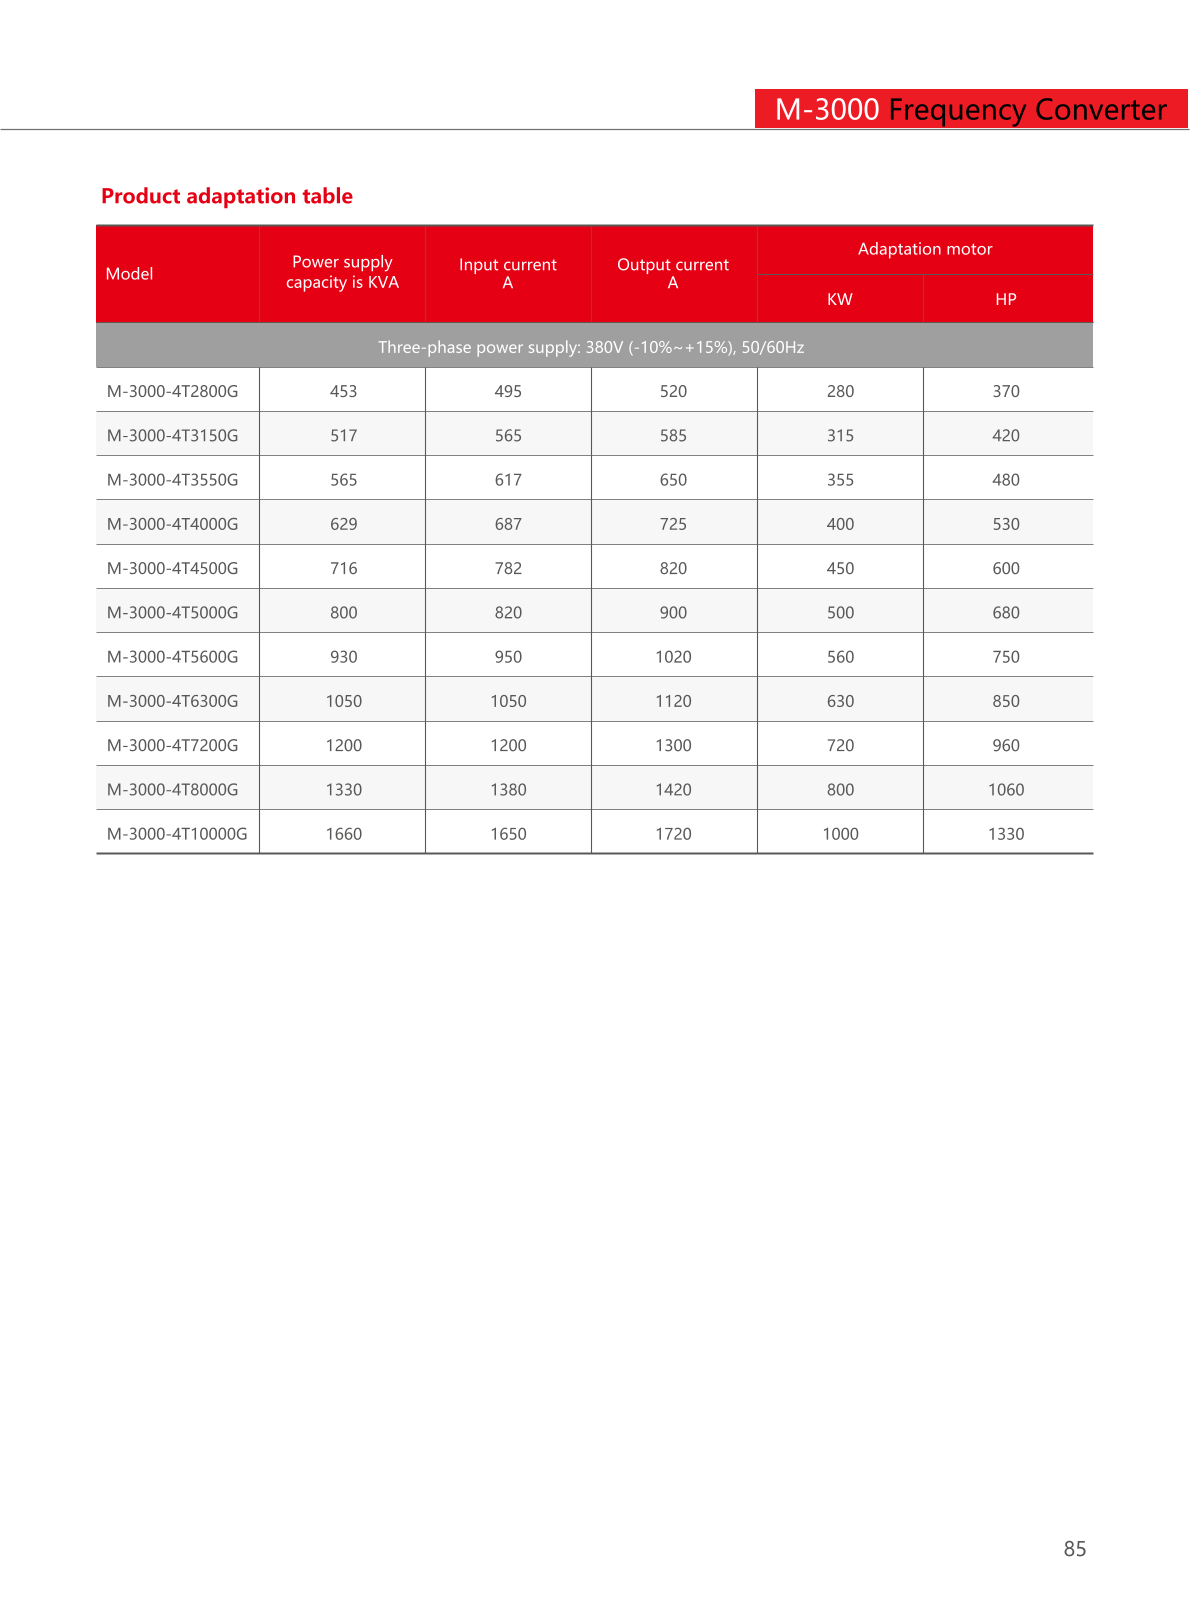 M-3000 Frequency Converter
Product adaptation table
Model
Power supply
capacity is KVA
Input current
A
Output current
A
Adaptation motor
KW HP
Three-phase power supply: 380V (-10%~+15%), 50/60Hz
M-3000-4T2800G 453 495 520 280 370
M-3000-4T3150G 517 565 585 315 420
M-3000-4T3550G 565 617 650 355 480
M-3000-4T4000G 629 687 725 400 530
M-3000-4T4500G 716 782 820 450 600
M-3000-4T5000G 800 820 900 500 680
M-3000-4T5600G 930 950 1020 560 750
M-3000-4T6300G 1050 1050 1120 630 850
M-3000-4T7200G 1200 1200 1300 720 960
M-3000-4T8000G 1330 1380 1420 800 1060
M-3000-4T10000G 1660 1650 1720 1000 1330
85